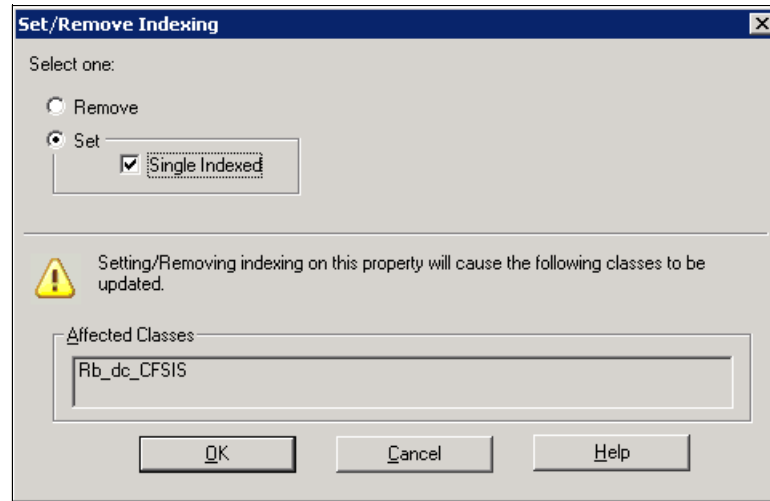 Set/Remove Indexing
Select one:
Remove
Set
Single Indexed
Setting/Removing indexing on this property will cause the following classes to be
updated.
Affected Classes
Rb_dc_CFSIS
OK
Cancel
Help